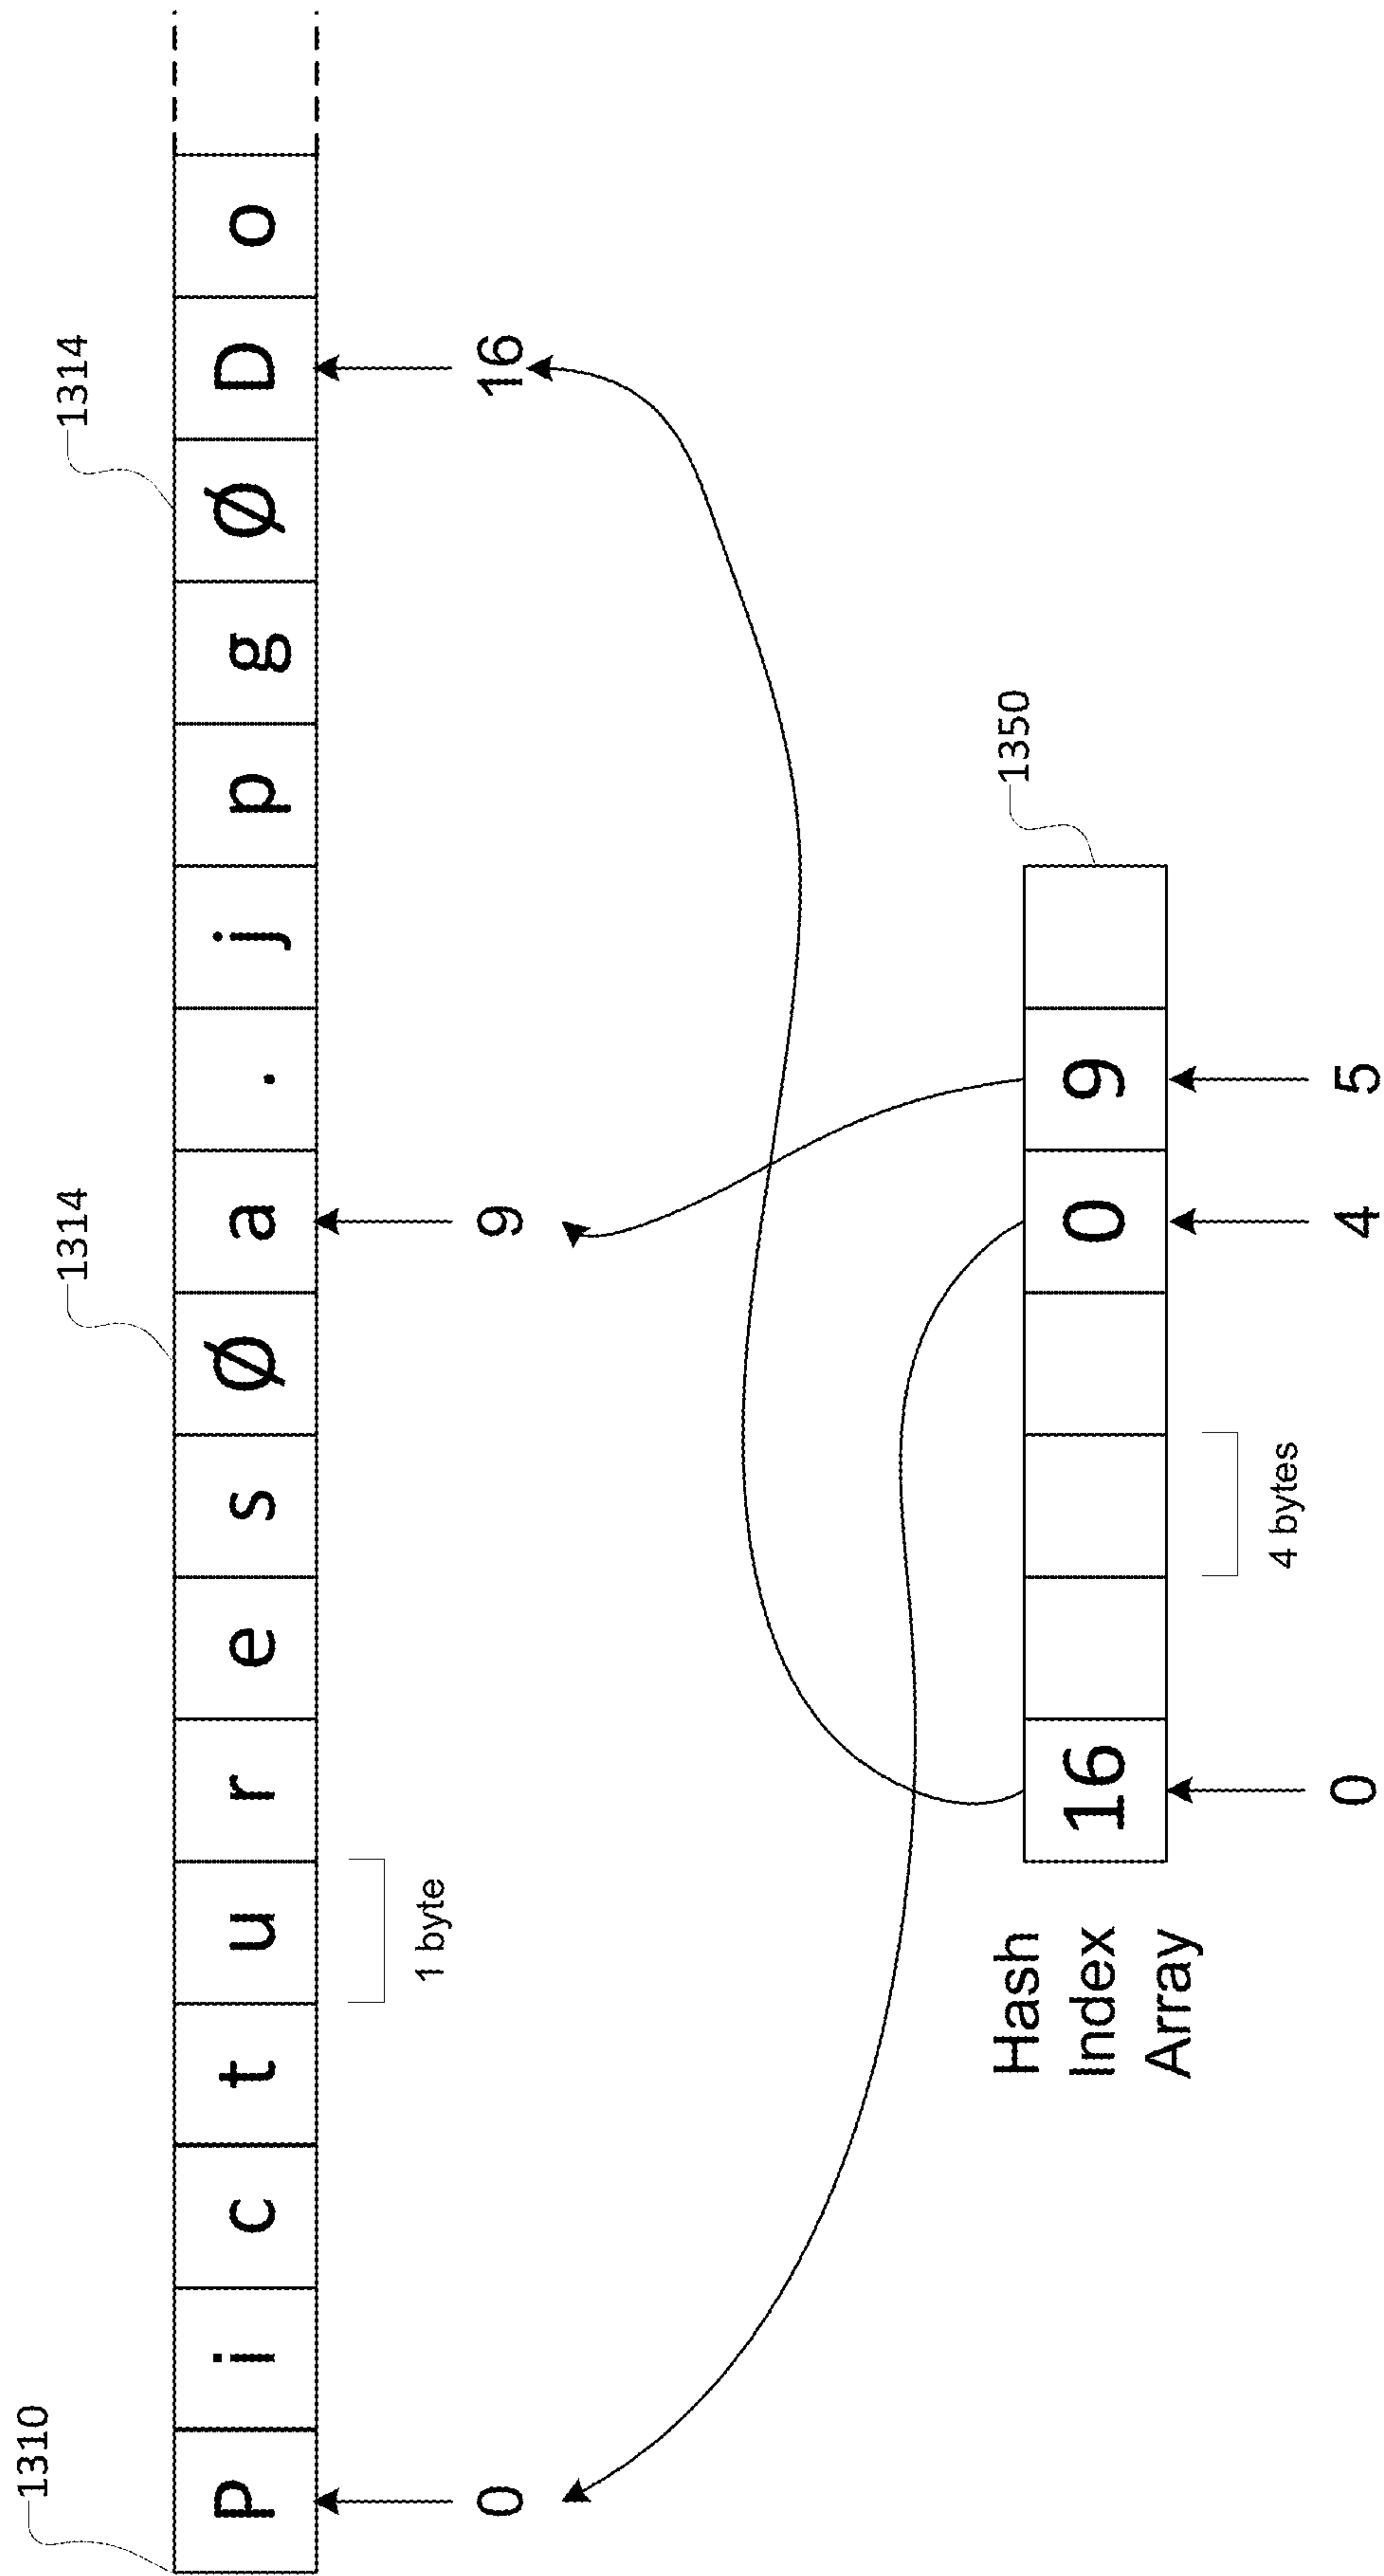 1310
1314
1314
P i c t u r e s Ø a . j p g Ø D o
1 byte
0
9
16
1350
Hash
Index
Array
16 0 9
4 bytes
0 4 5